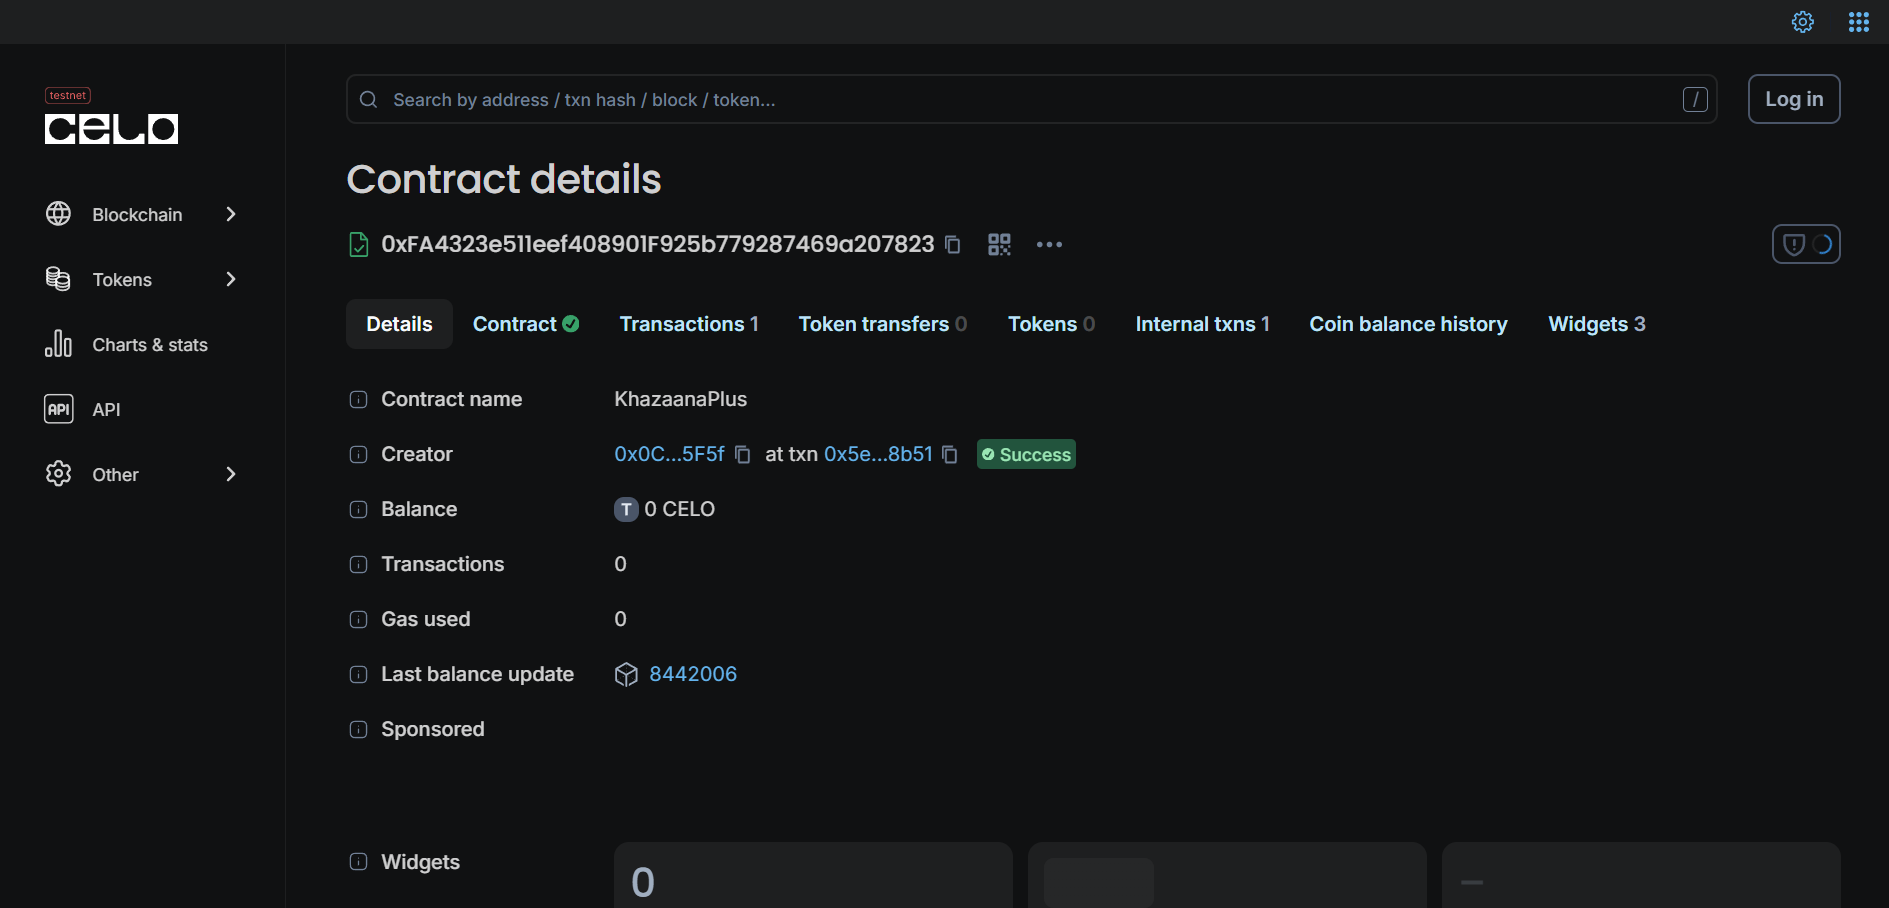 testnet
CELO
Blockchain
Tokens
Charts & stats
API API
Other
Search by address / txn hash / block / token... /
Log in
Contract details
0xFA4323e511eef408901F925b779287469a207823
Details Contract Transactions 1 Token transfers 0 Tokens 0 Internal txns 1 Coin balance history Widgets 3
Contract name KhazaanaPlus
Creator 0x0C...5F5f at txn 0x5e...8b51 Success
Balance T 0 CELO
Transactions 0
Gas used 0
Last balance update 8442006
Sponsored
Widgets 0 –